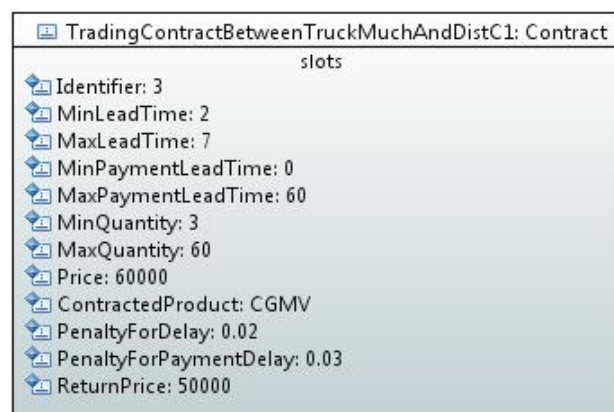 TradingContractBetweenTruckMuchAndDistC1: Contract
slots
Identifier: 3
MinLeadTime: 2
MaxLeadTime: 7
MinPaymentLeadTime: 0
MaxPaymentLeadTime: 60
MinQuantity: 3
MaxQuantity: 60
Price: 60000
ContractedProduct: CGMV
PenaltyForDelay: 0.02
PenaltyForPaymentDelay: 0.03
ReturnPrice: 50000